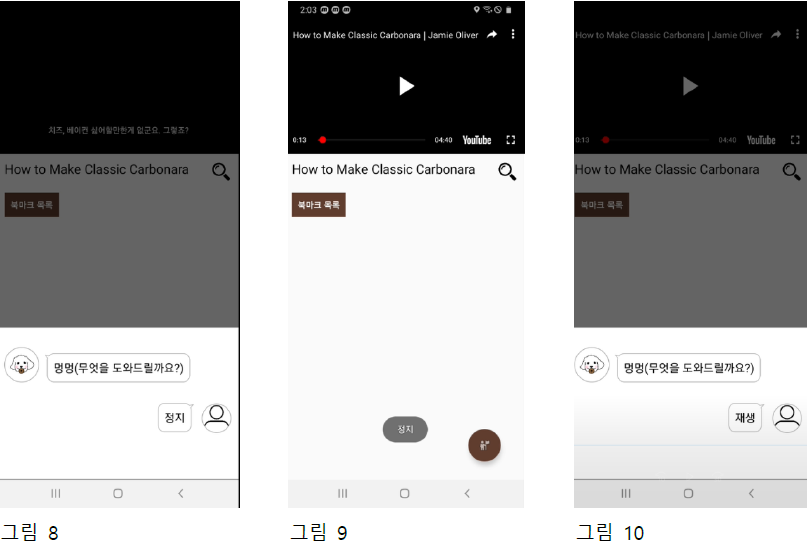 치즈, 베이컨 싫어할만한게 없군요. 그렇죠?
How to Make Classic Carbonara
북마크 목록
멍멍(무엇을 도와드릴까요?)
정지
그림 8
2:03
How to Make Classic Carbonara | Jamie Oliver
0:13
04:40
YouTube
How to Make Classic Carbonara
북마크 목록
정지
그림 9
How to Make Classic Carbonara | Jamie Oliver
0:13
04:40
YouTube
How to Make Classic Carbonara
북마크 목록
멍멍(무엇을 도와드릴까요?)
재생
그림 10